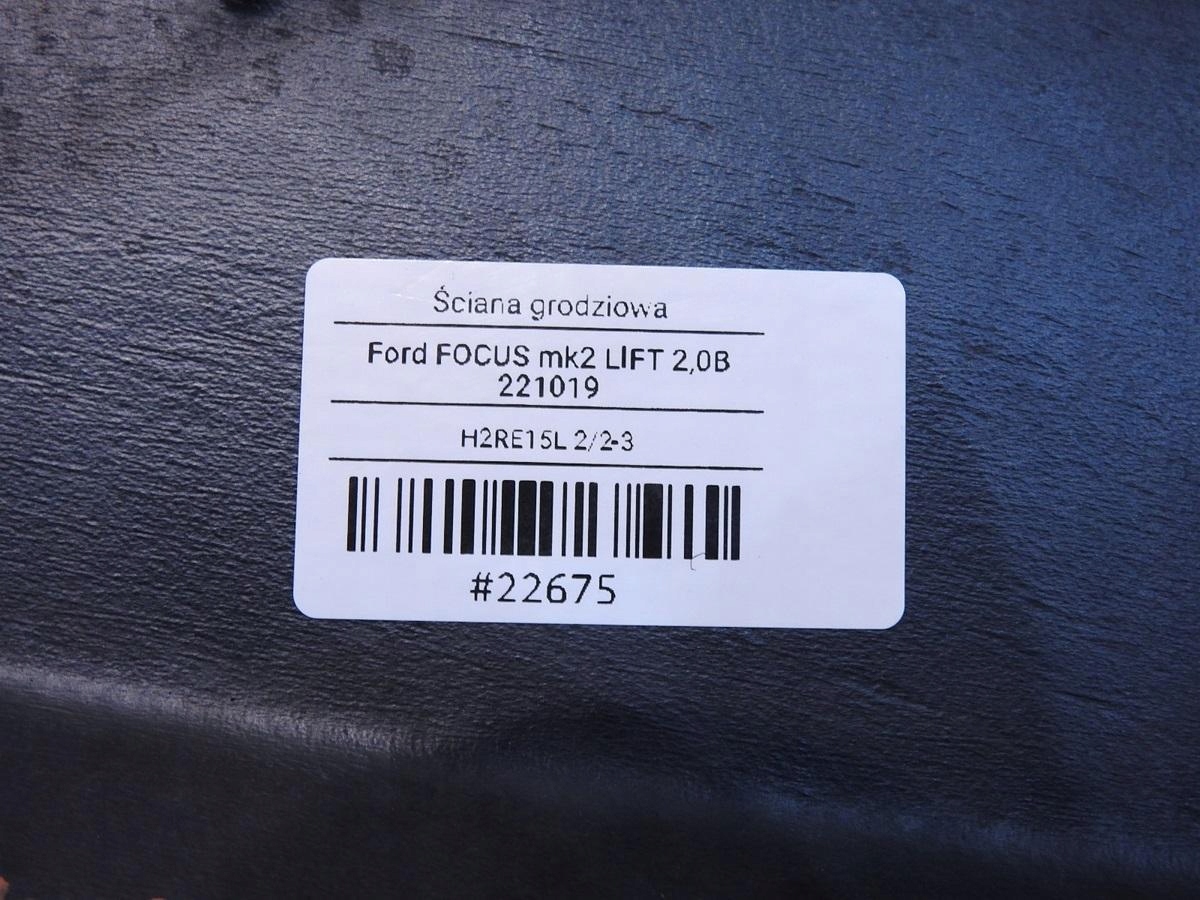 Ściana grodziowa
Ford FOCUS mk2 LIFT 2,0B
221019
H2RE15L 2/2-3
#22675